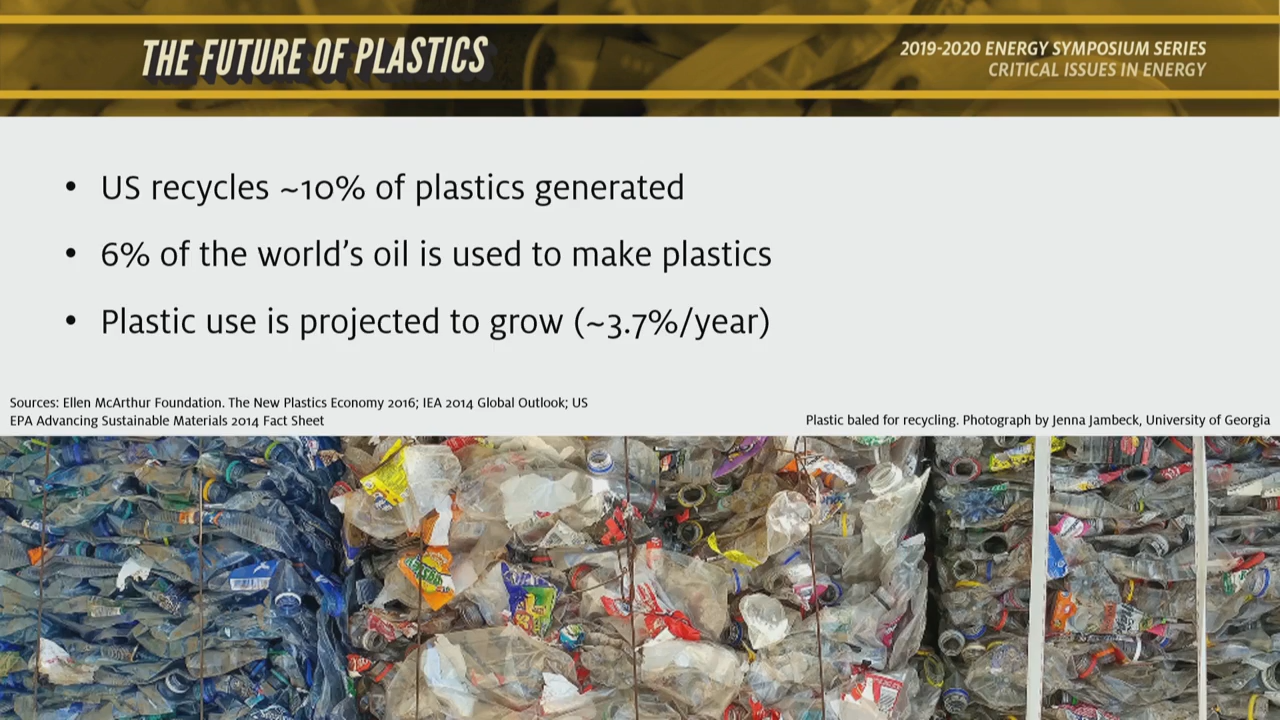 THE FUTURE OF PLASTICS
2019-2020 ENERGY SYMPOSIUM SERIES
CRITICAL ISSUES IN ENERGY
• US recycles ~10% of plastics generated
• 6% of the world's oil is used to make plastics
• Plastic use is projected to grow (~3.7%/year)
Sources: Ellen McArthur Foundation. The New Plastics Economy 2016; IEA 2014 Global Outlook; US
EPA Advancing Sustainable Materials 2014 Fact Sheet
Plastic baled for recycling. Photograph by Jenna Jambeck, University of Georgia